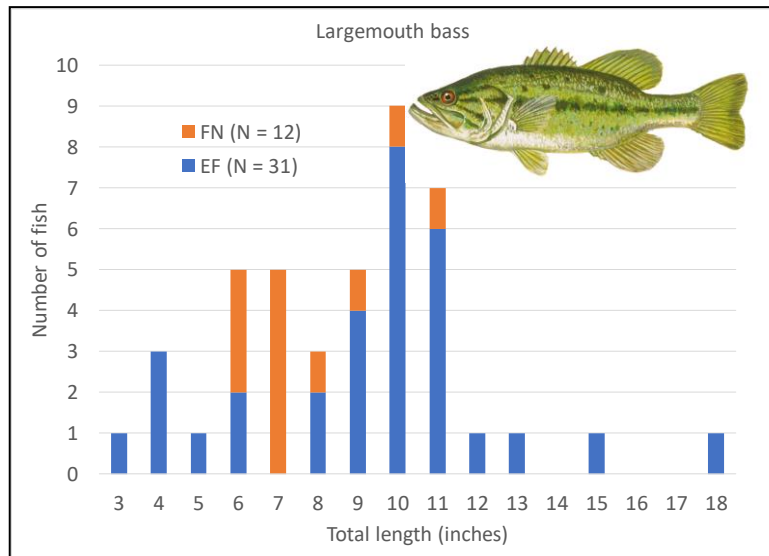 Largemouth bass
10
9
8
7
6
5
4
3
2
1
0
Number of fish
FN (N = 12)
EF (N = 31)
3 4 5 6 7 8 9 10 11 12 13 14 15 16 17 18
Total length (inches)